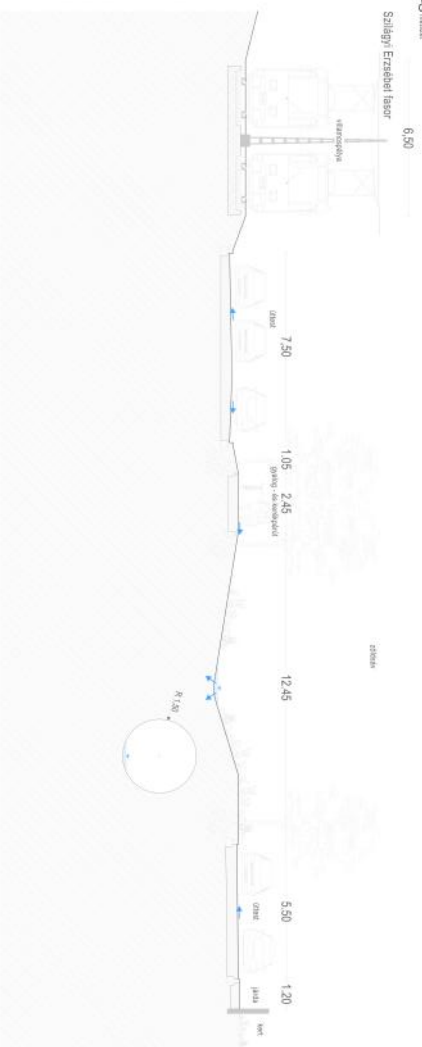 Szilágyi Erzsébet fasor
6,50
villamospálya
7,50
úttest
1.05
2.45
gyalog - és kerékpárút
zöldsáv
12.45
R 1,50
5.50
úttest
1.20
járda
kert